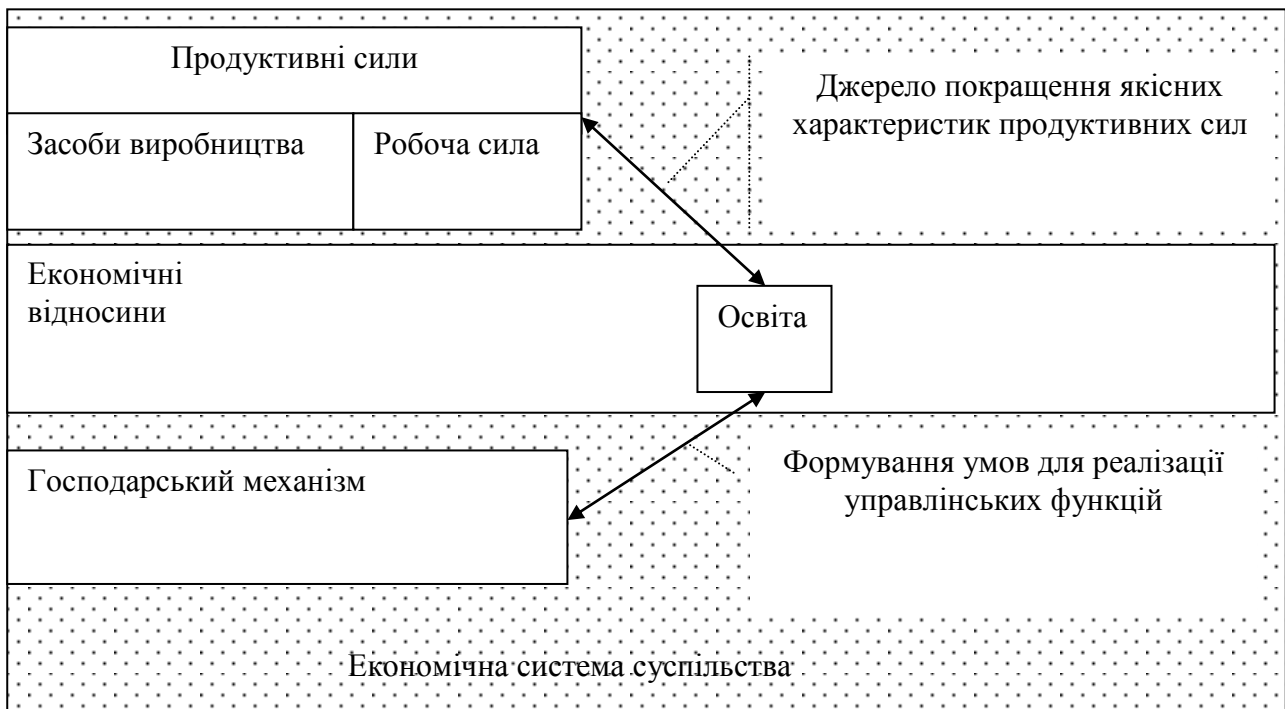 Продуктивні сили
Засоби виробництва
Робоча сила
Джерело покращення якісних
характеристик продуктивних сил
Економічні
відносини
Освіта
Господарський механізм
Формування умов для реалізації
управлінських функцій
Економічна система суспільства